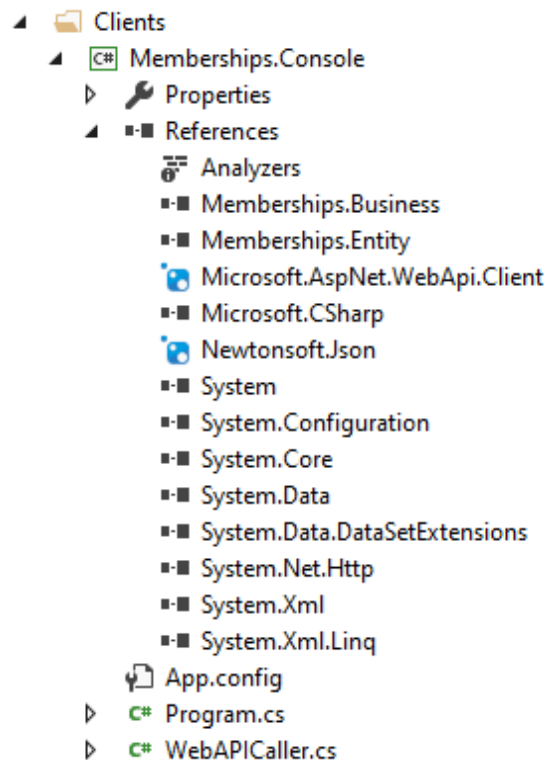 Clients
C# Memberships.Console
Properties
References
Analyzers
Memberships.Business
Memberships.Entity
Microsoft.AspNet.WebApi.Client
Microsoft.CSharp
Newtonsoft.Json
System
System.Configuration
System.Core
System.Data
System.Data.DataSetExtensions
System.Net.Http
System.Xml
System.Xml.Linq
App.config
C# Program.cs
C# WebAPICaller.cs